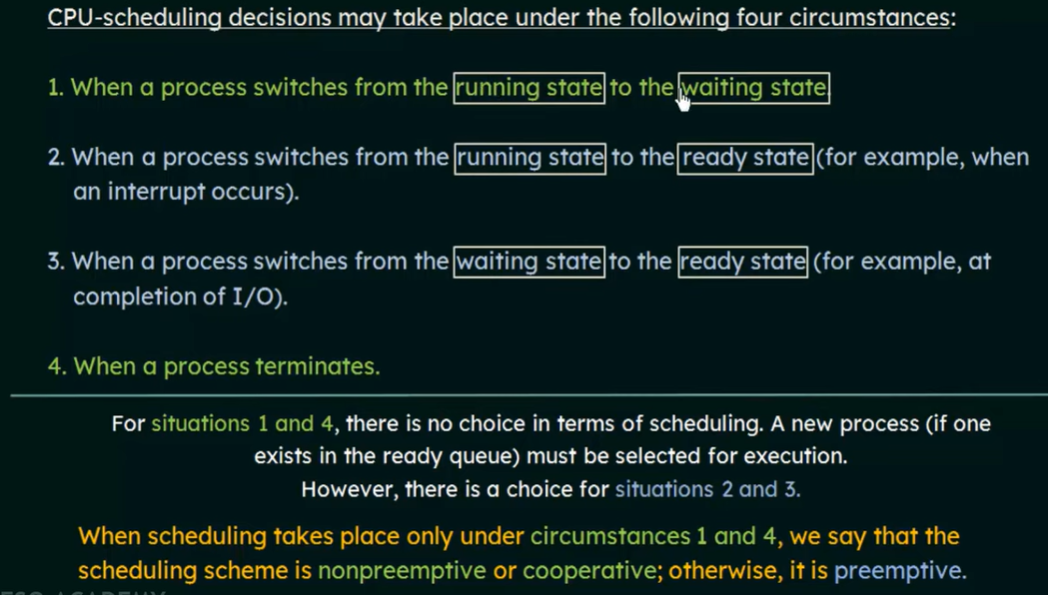 CPU-scheduling decisions may take place under the following four circumstances:
1. When a process switches from the running state to the waiting state.
2. When a process switches from the running state to the ready state (for example, when
an interrupt occurs).
3. When a process switches from the waiting state to the ready state (for example, at
completion of I/O).
4. When a process terminates.
For situations 1 and 4, there is no choice in terms of scheduling. A new process (if one
exists in the ready queue) must be selected for execution.
However, there is a choice for situations 2 and 3.
When scheduling takes place only under circumstances 1 and 4, we say that the
scheduling scheme is nonpreemptive or cooperative; otherwise, it is preemptive.